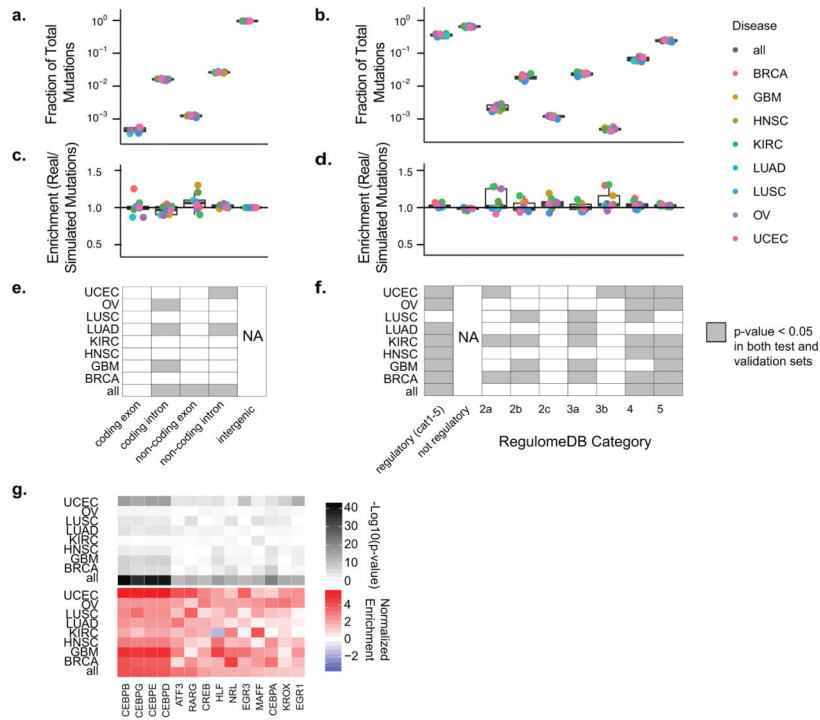 a.
Fraction of Total
Mutations
10^0
10^-1
10^-2
10^-3
b.
Fraction of Total
Mutations
10^0
10^-1
10^-2
10^-3
Disease
all
BRCA
GBM
HNSC
KIRC
LUAD
LUSC
OV
UCEC
c.
Enrichment (Real/
Simulated Mutations)
1.5
1.0
0.5
d.
Enrichment (Real/
Simulated Mutations)
1.5
1.0
0.5
e.
UCEC
OV
LUSC
LUAD
KIRC
HNSC
GBM
BRCA
all
NA
coding exon
coding intron
non-coding exon
non-coding intron
intergenic
f.
UCEC
OV
LUSC
LUAD
KIRC
HNSC
GBM
BRCA
all
NA
regulatory (cat1-5)
not regulatory
2a
2b
2c
3a
3b
4
5
RegulomeDB Category
p-value < 0.05
in both test and
validation sets
g.
UCEC
OV
LUSC
LUAD
KIRC
HNSC
GBM
BRCA
all
40
30
20
10
0
-Log10(p-value)
UCEC
OV
LUSC
LUAD
KIRC
HNSC
GBM
BRCA
all
4
2
0
−2
Normalized
Enrichment
CEBPB
CEBPG
CEBPE
CEBPD
ATF3
RARG
CREB
HLF
NRL
EGR3
MAFF
CEBPA
KROX
EGR1